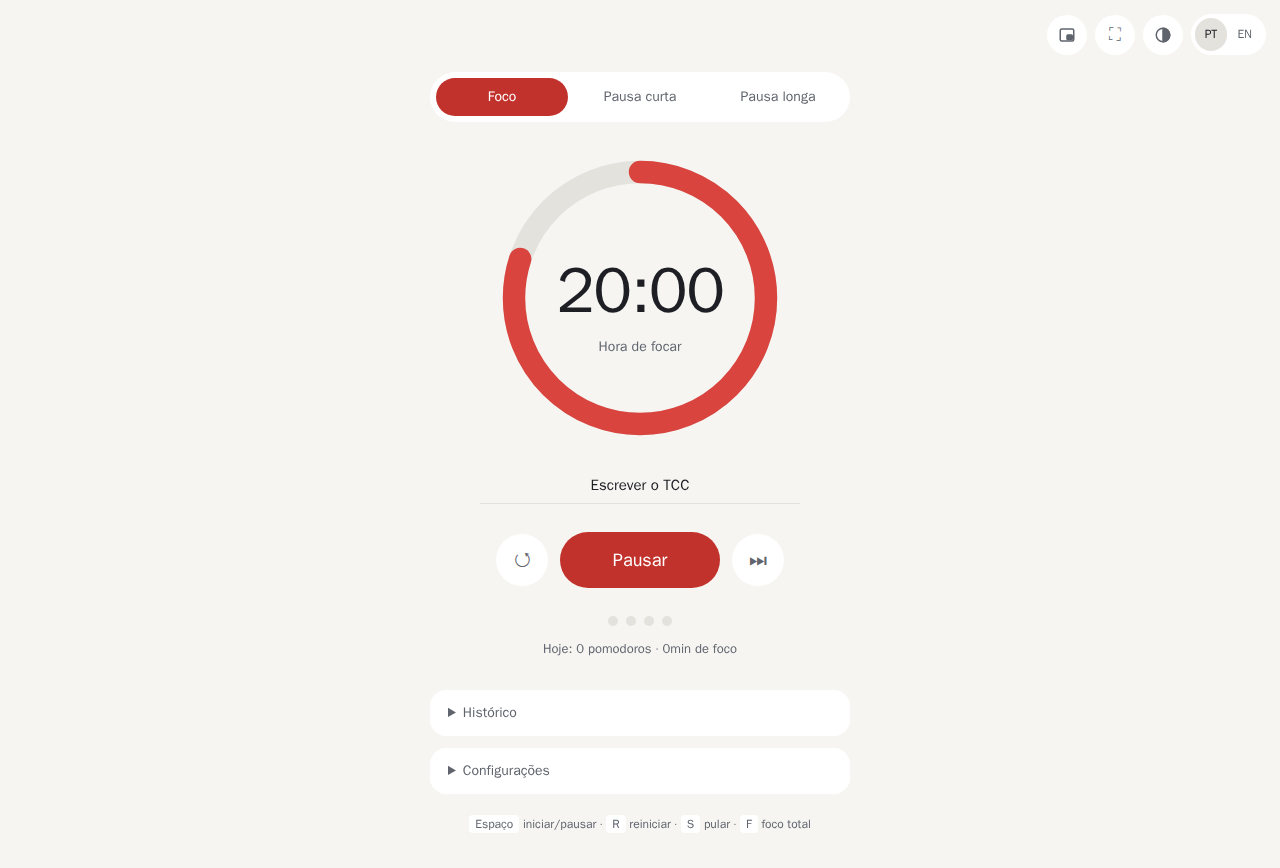 PT EN
Foco Pausa curta Pausa longa
20:00
Hora de focar
Escrever o TCC
Pausar
Hoje: 0 pomodoros · 0min de foco
Histórico
Configurações
Espaço iniciar/pausar · R reiniciar · S pular · F foco total